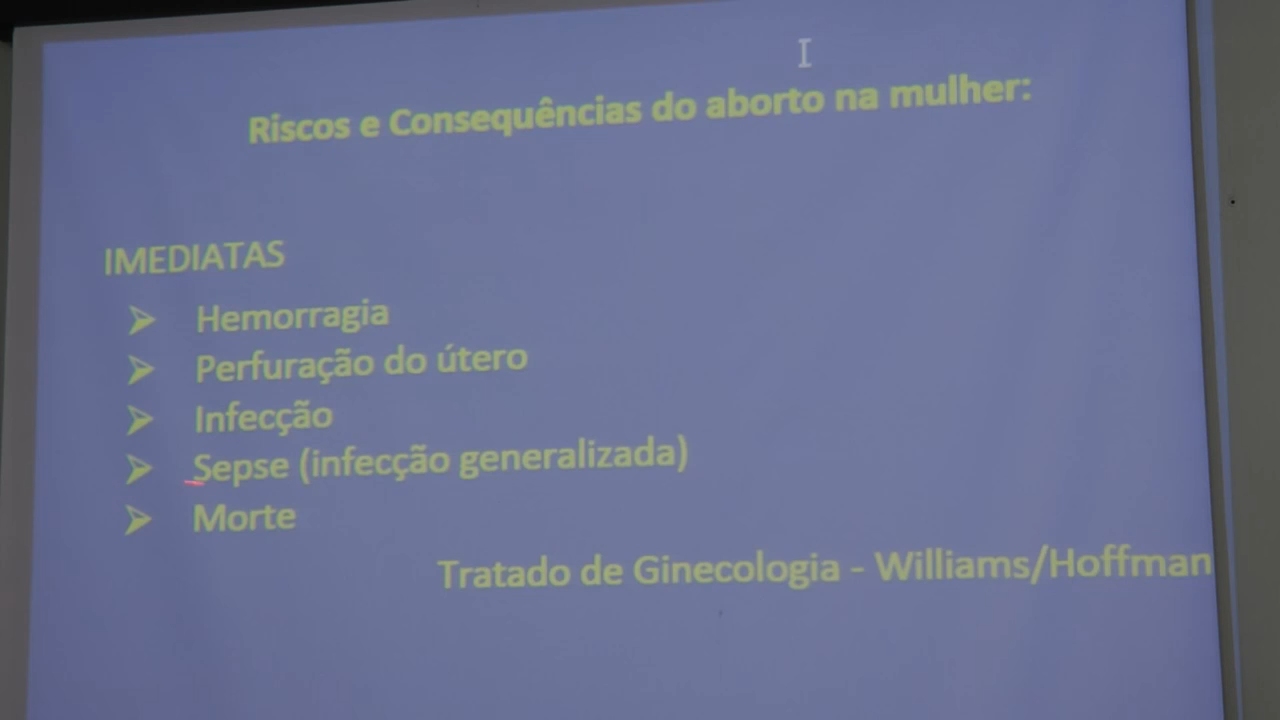 Riscos e Consequências do aborto na mulher:
IMEDIATAS
Hemorragia
Perfuração do útero
Infecção
Sepse (infecção generalizada)
Morte
Tratado de Ginecologia - Williams/Hoffman